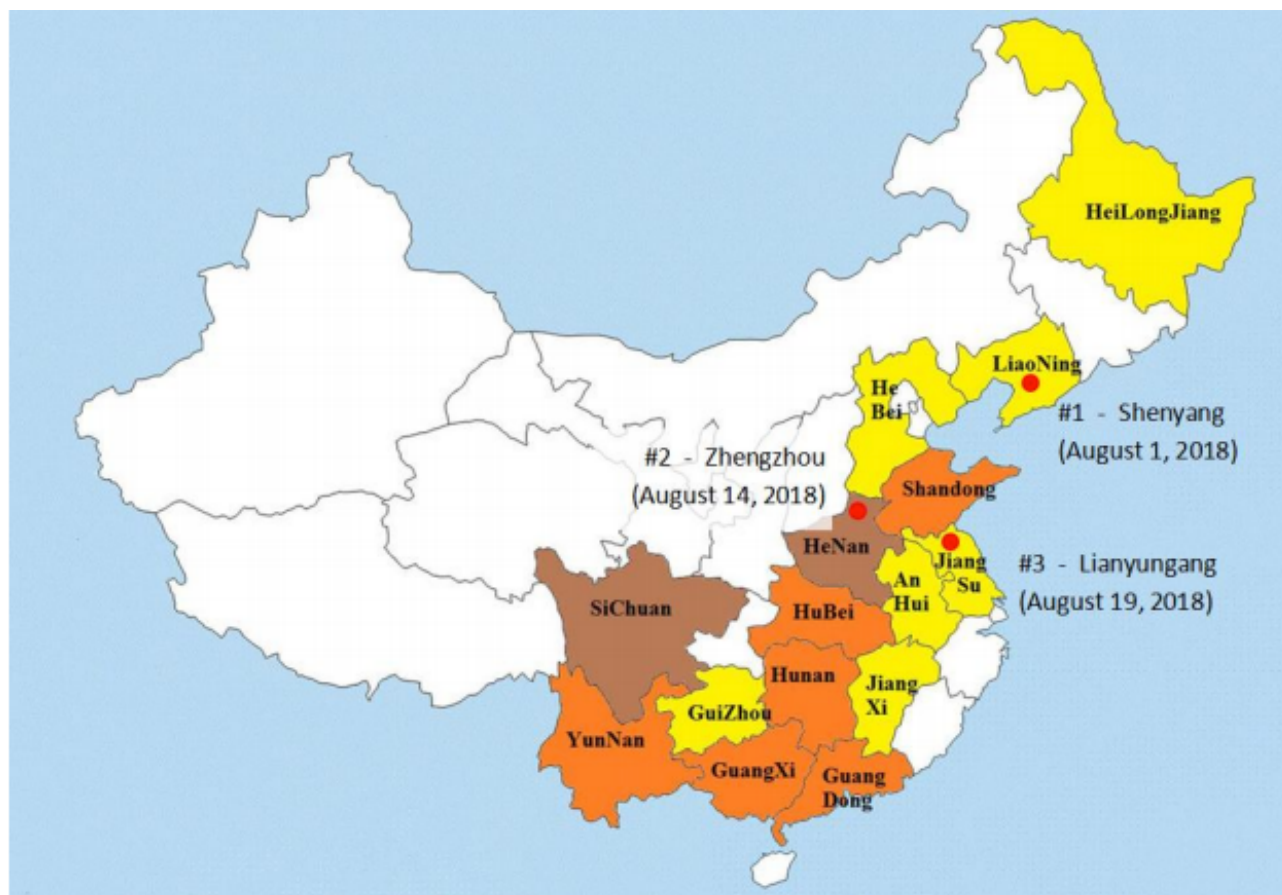 HeiLongJiang
LiaoNing
He
Bei
#1 - Shenyang
(August 1, 2018)
#2 - Zhengzhou
(August 14, 2018)
Shandong
HeNan
Jiang
Su
An
Hui
#3 - Lianyungang
(August 19, 2018)
SiChuan
HuBei
Hunan
Jiang
Xi
GuiZhou
YunNan
GuangXi
Guang
Dong